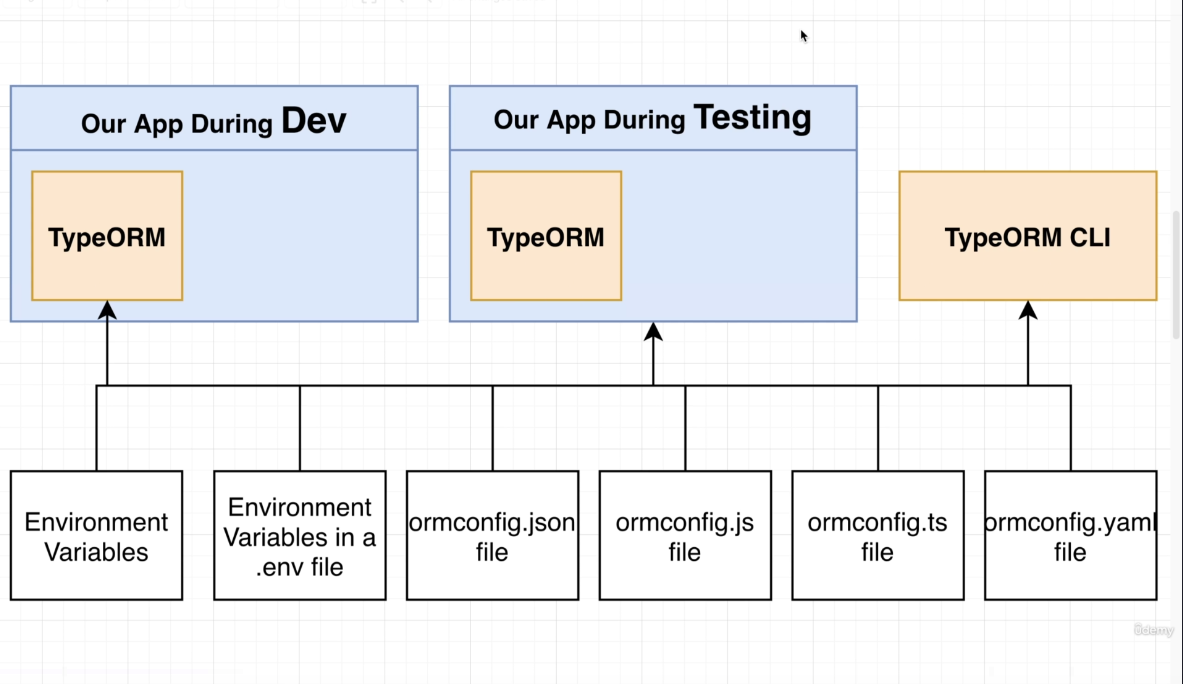 Our App During Dev
Our App During Testing
TypeORM
TypeORM
TypeORM CLI
Environment
Variables
Environment
Variables in a
.env file
ormconfig.json
file
ormconfig.js
file
ormconfig.ts
file
ormconfig.yaml
file
ûdemy